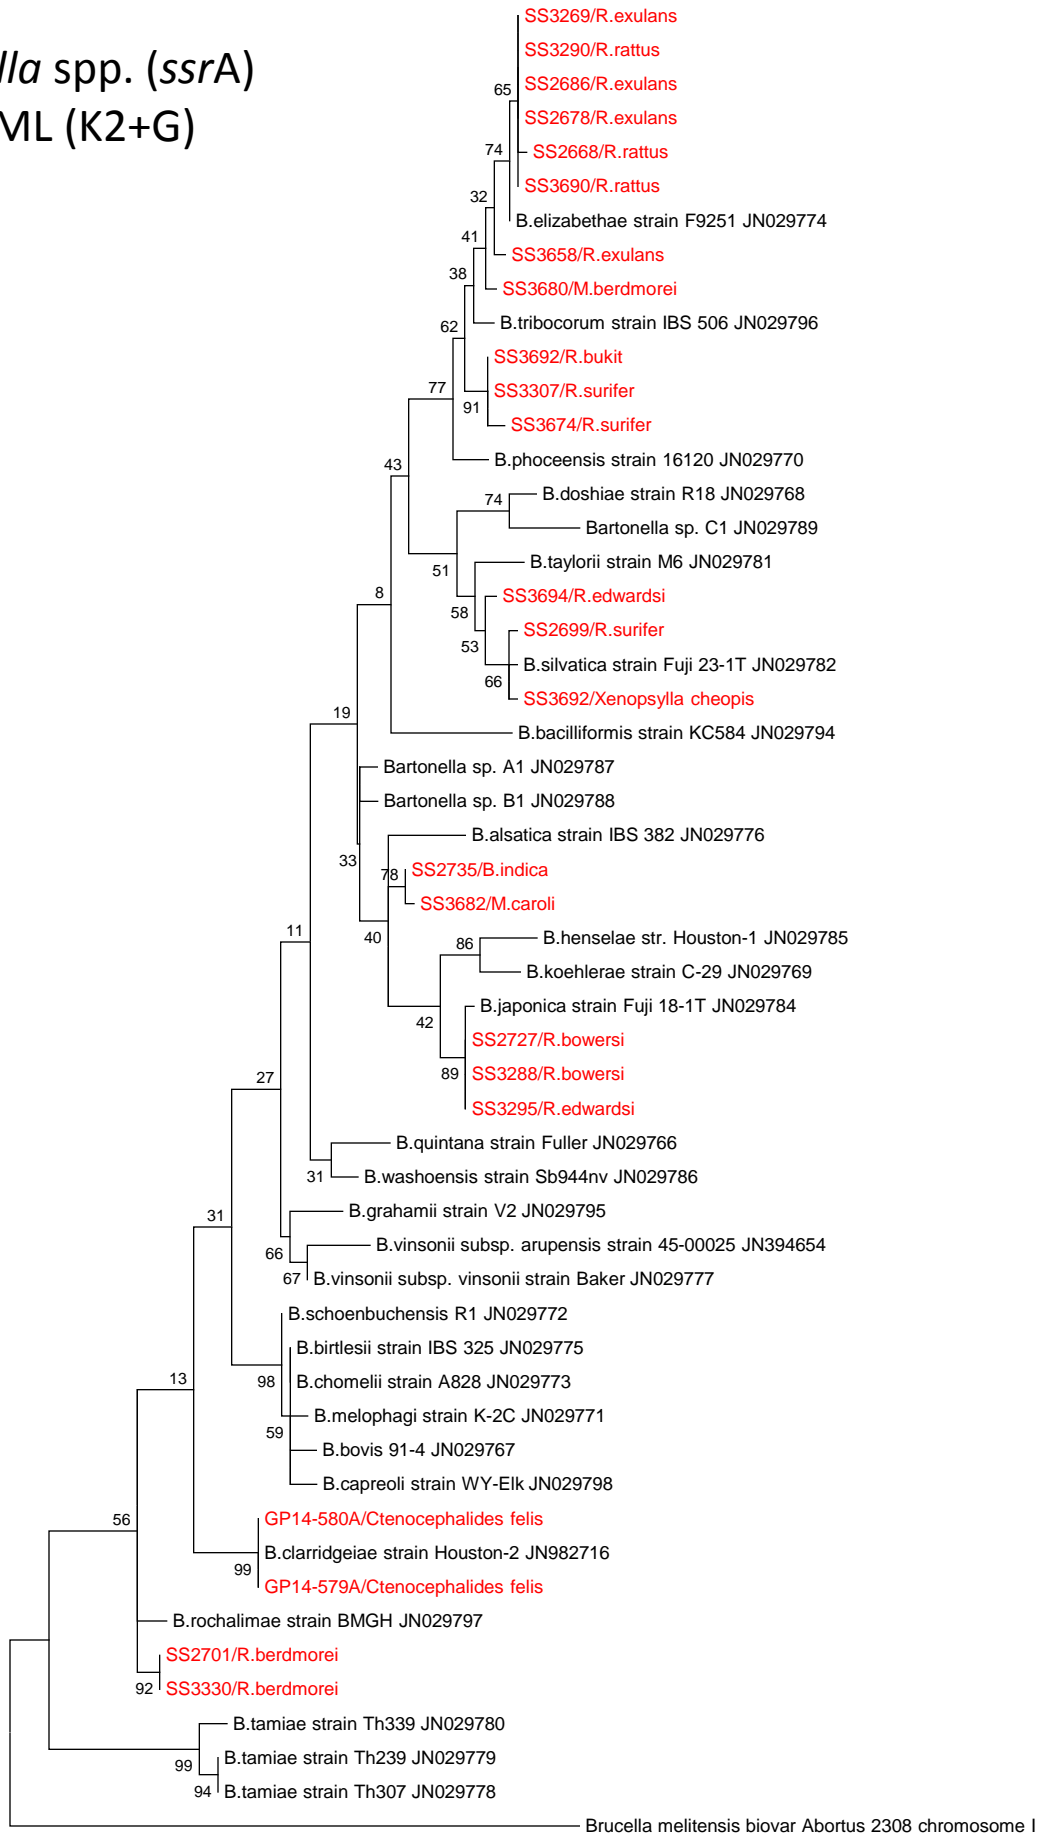 lla spp. (ssrA)
ML (K2+G)
SS3269/R.exulans
SS3290/R.rattus
SS2686/R.exulans
65
SS2678/R.exulans
74
SS2668/R.rattus
SS3690/R.rattus
32
B.elizabethae strain F9251 JN029774
41
SS3658/R.exulans
38
SS3680/M.berdmorei
62
B.tribocorum strain IBS 506 JN029796
SS3692/R.bukit
77
SS3307/R.surifer
91
SS3674/R.surifer
43
B.phoceensis strain 16120 JN029770
74
B.doshiae strain R18 JN029768
Bartonella sp. C1 JN029789
51
B.taylorii strain M6 JN029781
8
SS3694/R.edwardsi
58
SS2699/R.surifer
53
B.silvatica strain Fuji 23-1T JN029782
66
SS3692/Xenopsylla cheopis
19
B.bacilliformis strain KC584 JN029794
Bartonella sp. A1 JN029787
Bartonella sp. B1 JN029788
B.alsatica strain IBS 382 JN029776
33
78
SS2735/B.indica
SS3682/M.caroli
11
40
86
B.henselae str. Houston-1 JN029785
B.koehlerae strain C-29 JN029769
B.japonica strain Fuji 18-1T JN029784
42
SS2727/R.bowersi
27
89
SS3288/R.bowersi
SS3295/R.edwardsi
B.quintana strain Fuller JN029766
31
B.washoensis strain Sb944nv JN029786
31
B.grahamii strain V2 JN029795
66
B.vinsonii subsp. arupensis strain 45-00025 JN394654
67
B.vinsonii subsp. vinsonii strain Baker JN029777
B.schoenbuchensis R1 JN029772
B.birtlesii strain IBS 325 JN029775
13
98
B.chomelii strain A828 JN029773
B.melophagi strain K-2C JN029771
59
B.bovis 91-4 JN029767
B.capreoli strain WY-Elk JN029798
56
GP14-580A/Ctenocephalides felis
B.clarridgeiae strain Houston-2 JN982716
99
GP14-579A/Ctenocephalides felis
B.rochalimae strain BMGH JN029797
SS2701/R.berdmorei
92
SS3330/R.berdmorei
B.tamiae strain Th339 JN029780
99
B.tamiae strain Th239 JN029779
94
B.tamiae strain Th307 JN029778
Brucella melitensis biovar Abortus 2308 chromosome I